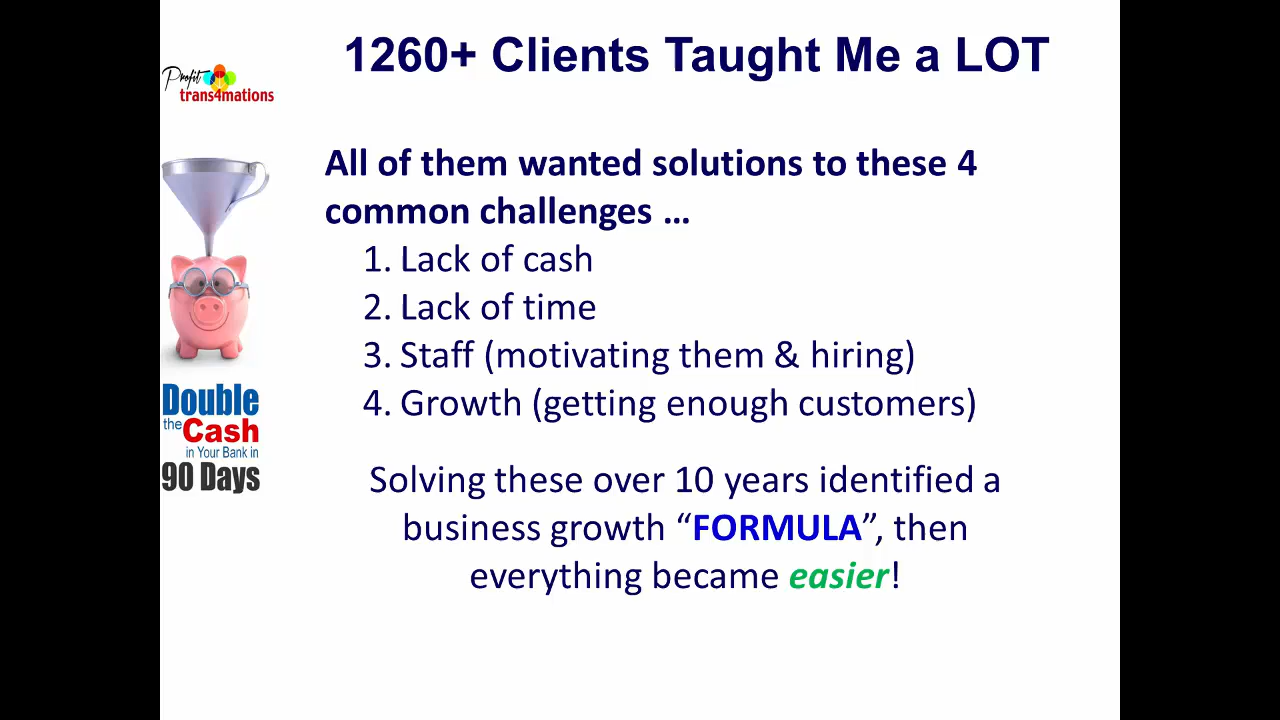 1260+ Clients Taught Me a LOT
Profit
trans4mations
All of them wanted solutions to these 4
common challenges …
1. Lack of cash
2. Lack of time
3. Staff (motivating them & hiring)
4. Growth (getting enough customers)
Double
the Cash
in Your Bank in
90 Days
Solving these over 10 years identified a
business growth “FORMULA”, then
everything became easier!